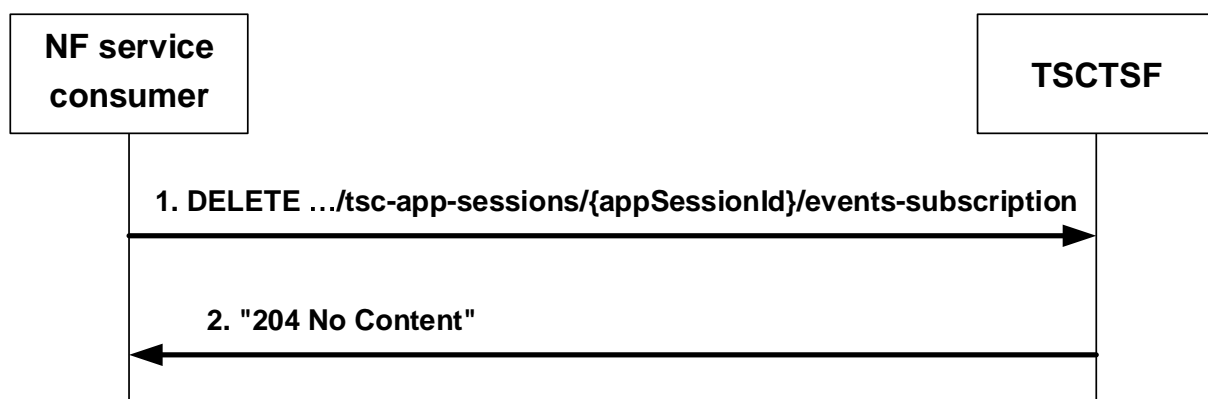 NF service
consumer
TSCTSF
1. DELETE …/tsc-app-sessions/{appSessionId}/events-subscription
2. "204 No Content"